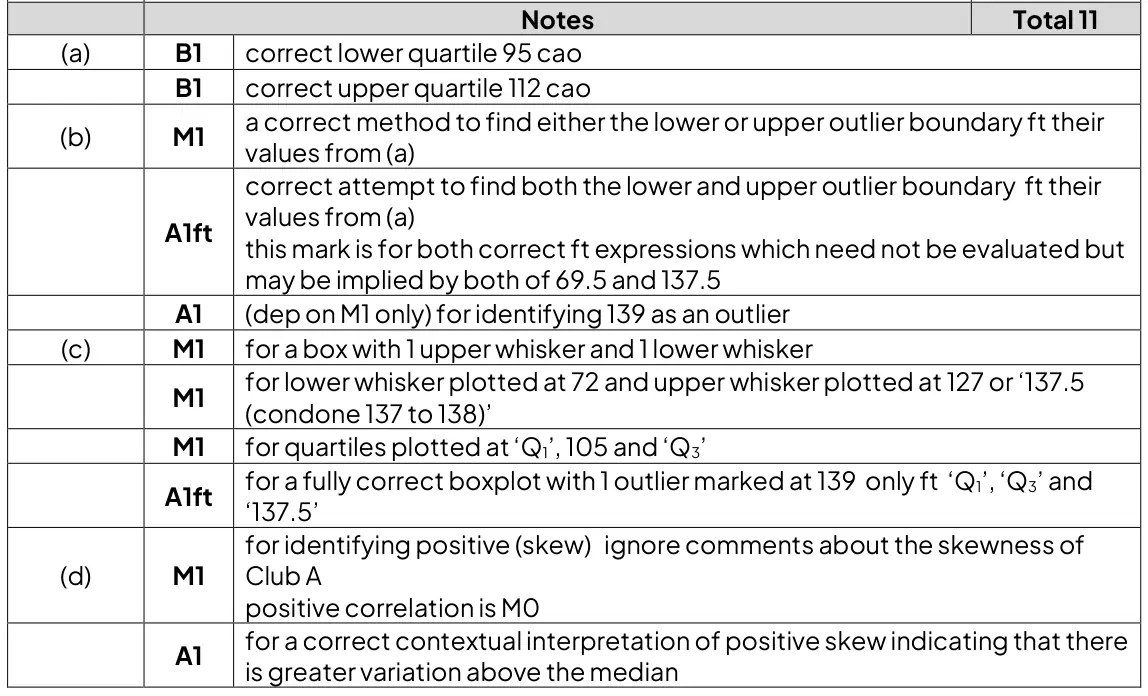 Notes Total 11
(a) B1 correct lower quartile 95 cao
B1 correct upper quartile 112 cao
(b) M1 a correct method to find either the lower or upper outlier boundary ft their
values from (a)
A1ft correct attempt to find both the lower and upper outlier boundary ft their
values from (a)
this mark is for both correct ft expressions which need not be evaluated but
may be implied by both of 69.5 and 137.5
A1 (dep on M1 only) for identifying 139 as an outlier
(c) M1 for a box with 1 upper whisker and 1 lower whisker
M1 for lower whisker plotted at 72 and upper whisker plotted at 127 or ‘137.5
(condone 137 to 138)’
M1 for quartiles plotted at ‘Q₁’, 105 and ‘Q₃’
A1ft for a fully correct boxplot with 1 outlier marked at 139 only ft ‘Q₁’, ‘Q₃’ and
‘137.5’
(d) M1 for identifying positive (skew) ignore comments about the skewness of
Club A
positive correlation is M0
A1 for a correct contextual interpretation of positive skew indicating that there
is greater variation above the median